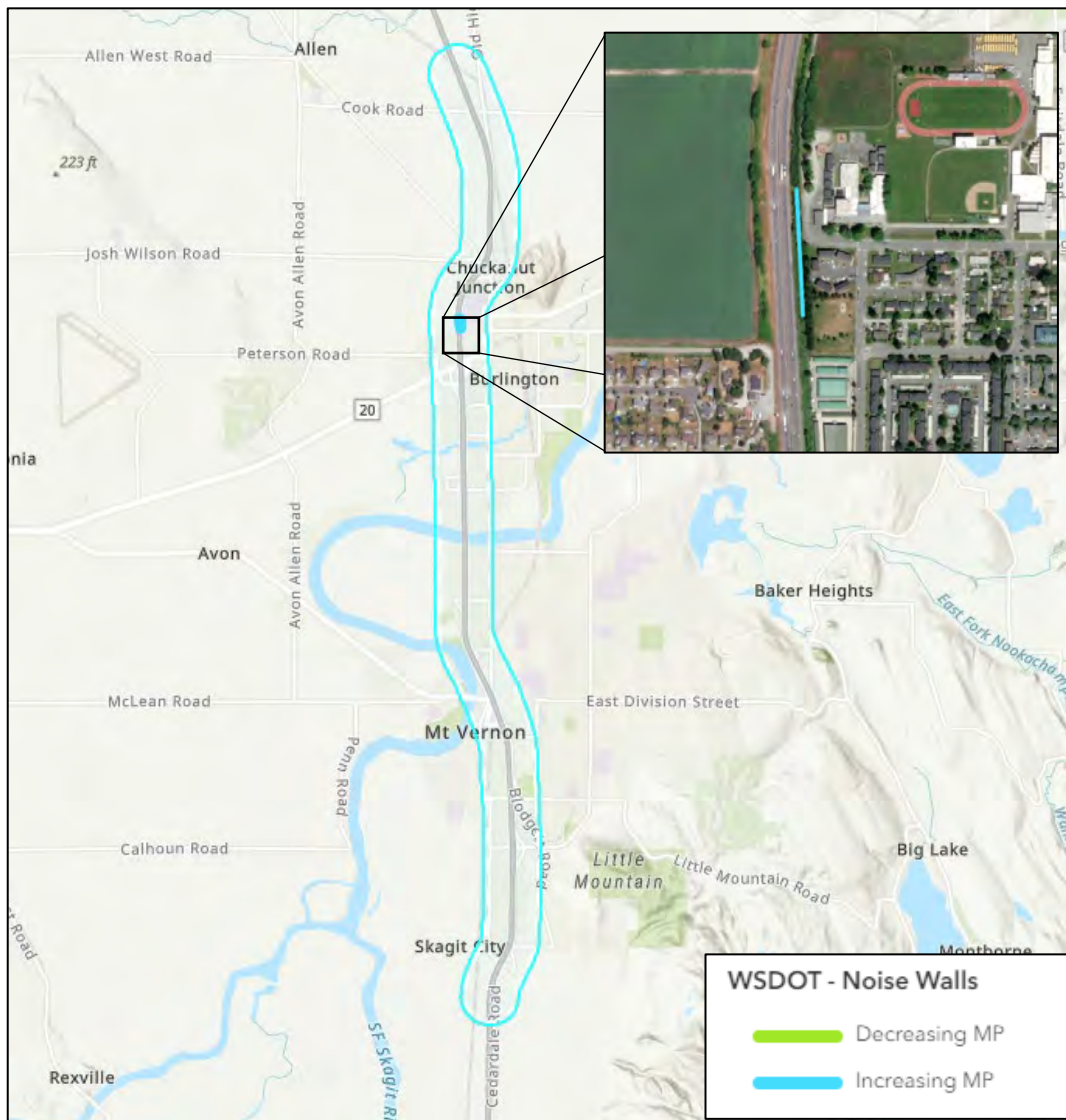 Allen
Allen West Road
Cook Road
223 ft
Avon Allen Road
Josh Wilson Road
Chuckanut
Junction
Peterson Road
Burlington
20
onia
Avon
Avon Allen Road
Baker Heights
East Fork Nookachamp
McLean Road
East Division Street
Mt Vernon
Penn Road
Blodgett Road
Calhoun Road
Big Lake
Little
Mountain
Little Mountain Road
Skagit City
Montborne
Cedardale Road
SF Skagit Ri
Rexville
WSDOT - Noise Walls
Decreasing MP
Increasing MP